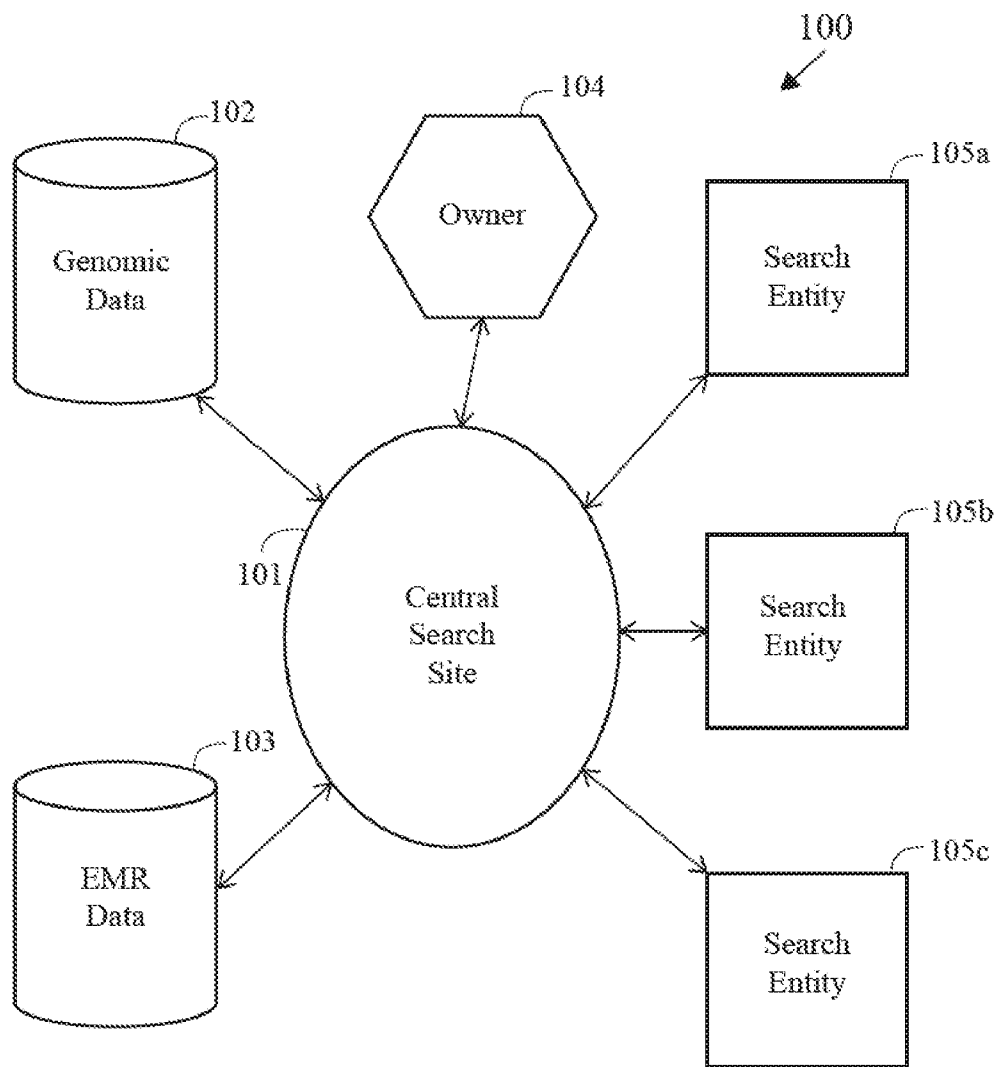 100
102
104
105a
Genomic
Data
Owner
Search
Entity
105b
101
Central
Search
Site
Search
Entity
103
105c
EMR
Data
Search
Entity